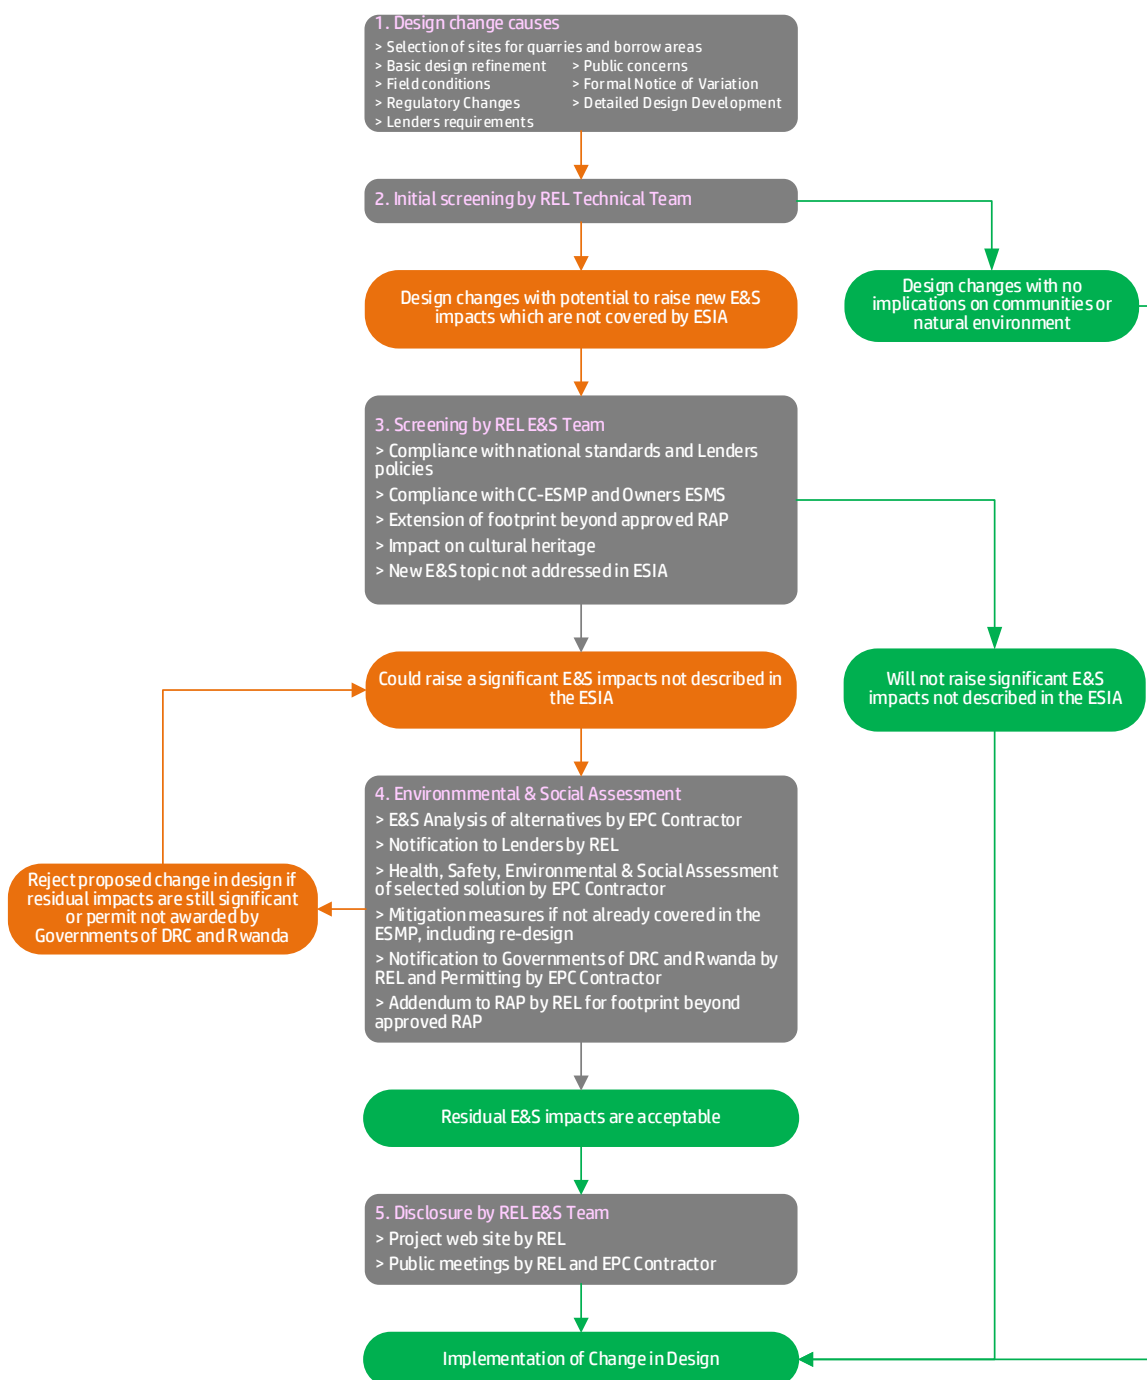 1. Design change causes
> Selection of sites for quarries and borrow areas
> Basic design refinement
> Public concerns
> Field conditions
> Formal Notice of Variation
> Regulatory Changes
> Detailed Design Development
> Lenders requirements
2. Initial screening by REL Technical Team
Design changes with potential to raise new E&S
impacts which are not covered by ESIA
Design changes with no
implications on communities or
natural environment
3. Screening by REL E&S Team
> Compliance with national standards and Lenders
policies
> Compliance with CC-ESMP and Owners ESMS
> Extension of footprint beyond approved RAP
> Impact on cultural heritage
> New E&S topic not addressed in ESIA
Could raise a significant E&S impacts not described in
the ESIA
Will not raise significant E&S
impacts not described in the ESIA
4. Environmmental & Social Assessment
> E&S Analysis of alternatives by EPC Contractor
> Notification to Lenders by REL
> Health, Safety, Environmental & Social Assessment
of selected solution by EPC Contractor
> Mitigation measures if not already covered in the
ESMP, including re-design
> Notification to Governments of DRC and Rwanda by
REL and Permitting by EPC Contractor
> Addendum to RAP by REL for footprint beyond
approved RAP
Reject proposed change in design if
residual impacts are still significant
or permit not awarded by
Governments of DRC and Rwanda
Residual E&S impacts are acceptable
5. Disclosure by REL E&S Team
> Project web site by REL
> Public meetings by REL and EPC Contractor
Implementation of Change in Design